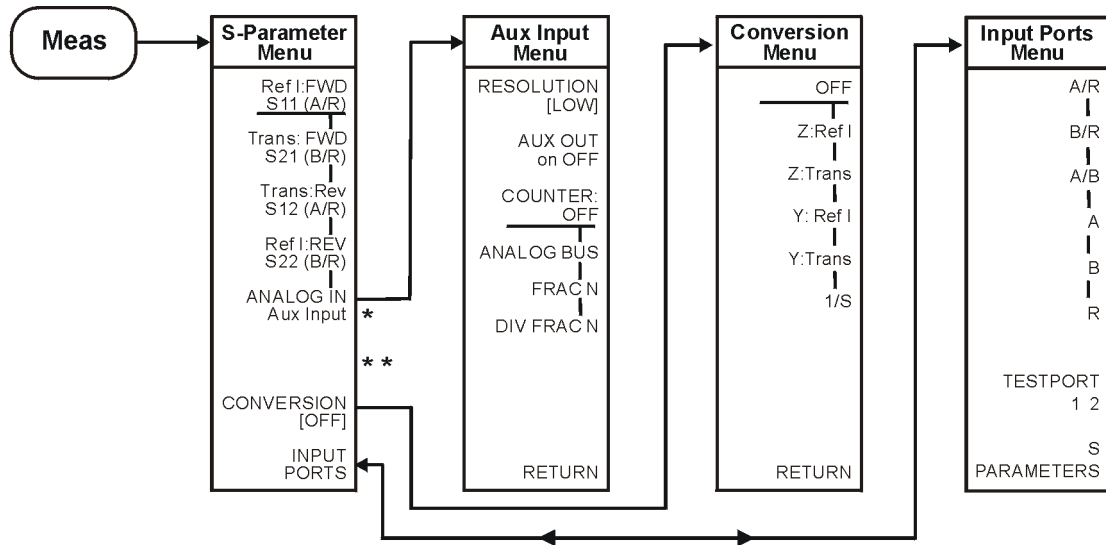 Meas
S-Parameter
Menu
Refl:FWD
S11 (A/R)
Trans: FWD
S21 (B/R)
Trans:Rev
S12 (A/R)
Refl:REV
S22 (B/R)
ANALOG IN
Aux Input
*
* *
CONVERSION
[OFF]
INPUT
PORTS
Aux Input
Menu
RESOLUTION
[LOW]
AUX OUT
on OFF
COUNTER:
OFF
ANALOG BUS
FRAC N
DIV FRAC N
RETURN
Conversion
Menu
OFF
Z:Refl
Z:Trans
Y: Refl
Y:Trans
1/S
RETURN
Input Ports
Menu
A/R
B/R
A/B
A
B
R
TESTPORT
1 2
S
PARAMETERS